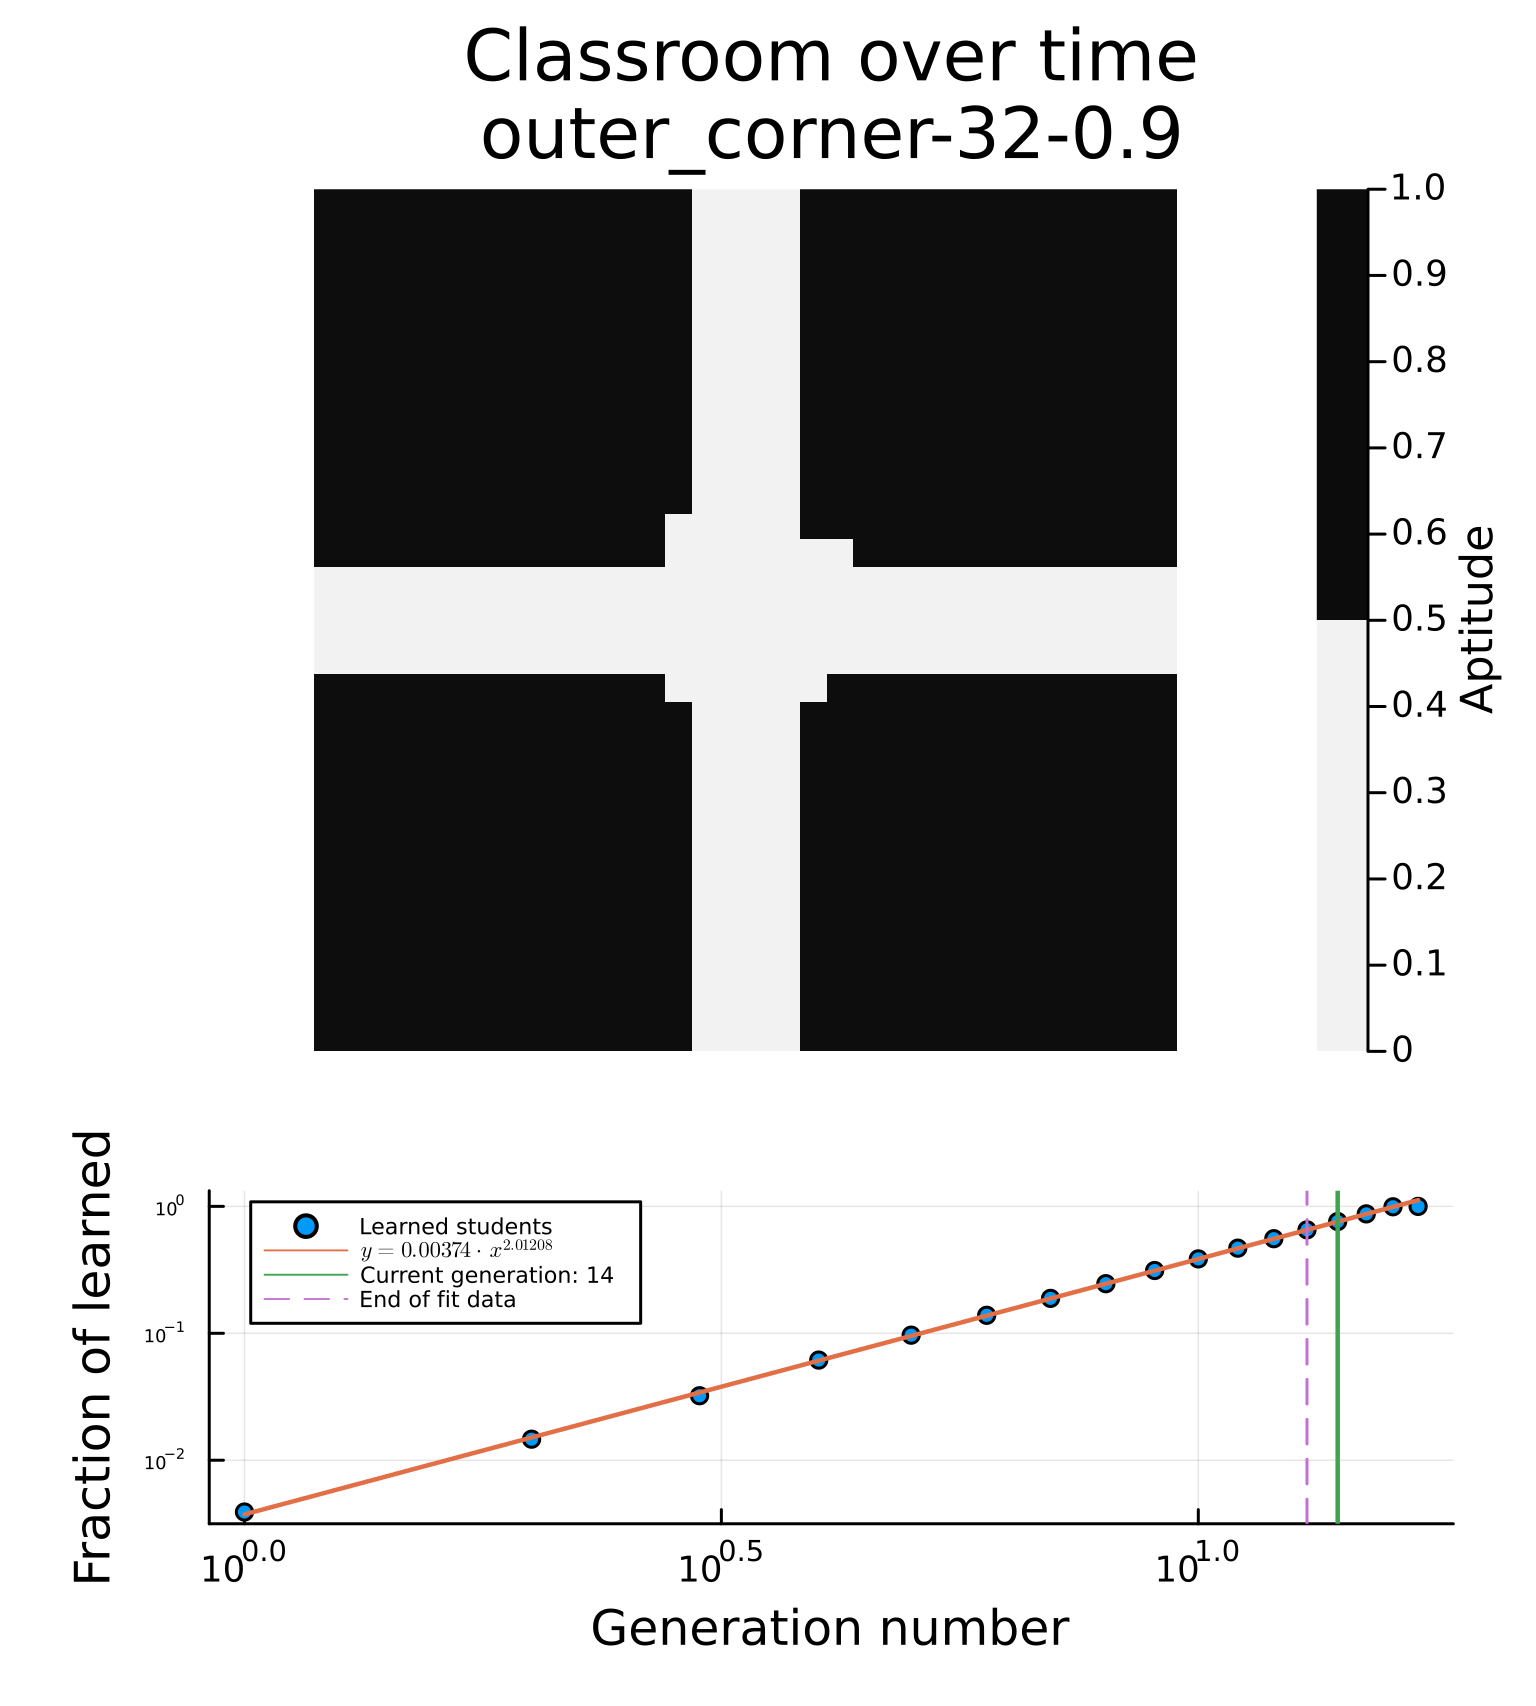 Classroom over time
outer_corner-32-0.9
1.0
0.9
0.8
0.7
0.6
0.5
0.4
0.3
0.2
0.1
0
Aptitude
Fraction of learned
10⁰
10⁻¹
10⁻²
Learned students
y = 0.00374 · x^2.01208
Current generation: 14
End of fit data
10^0.0
10^0.5
10^1.0
Generation number